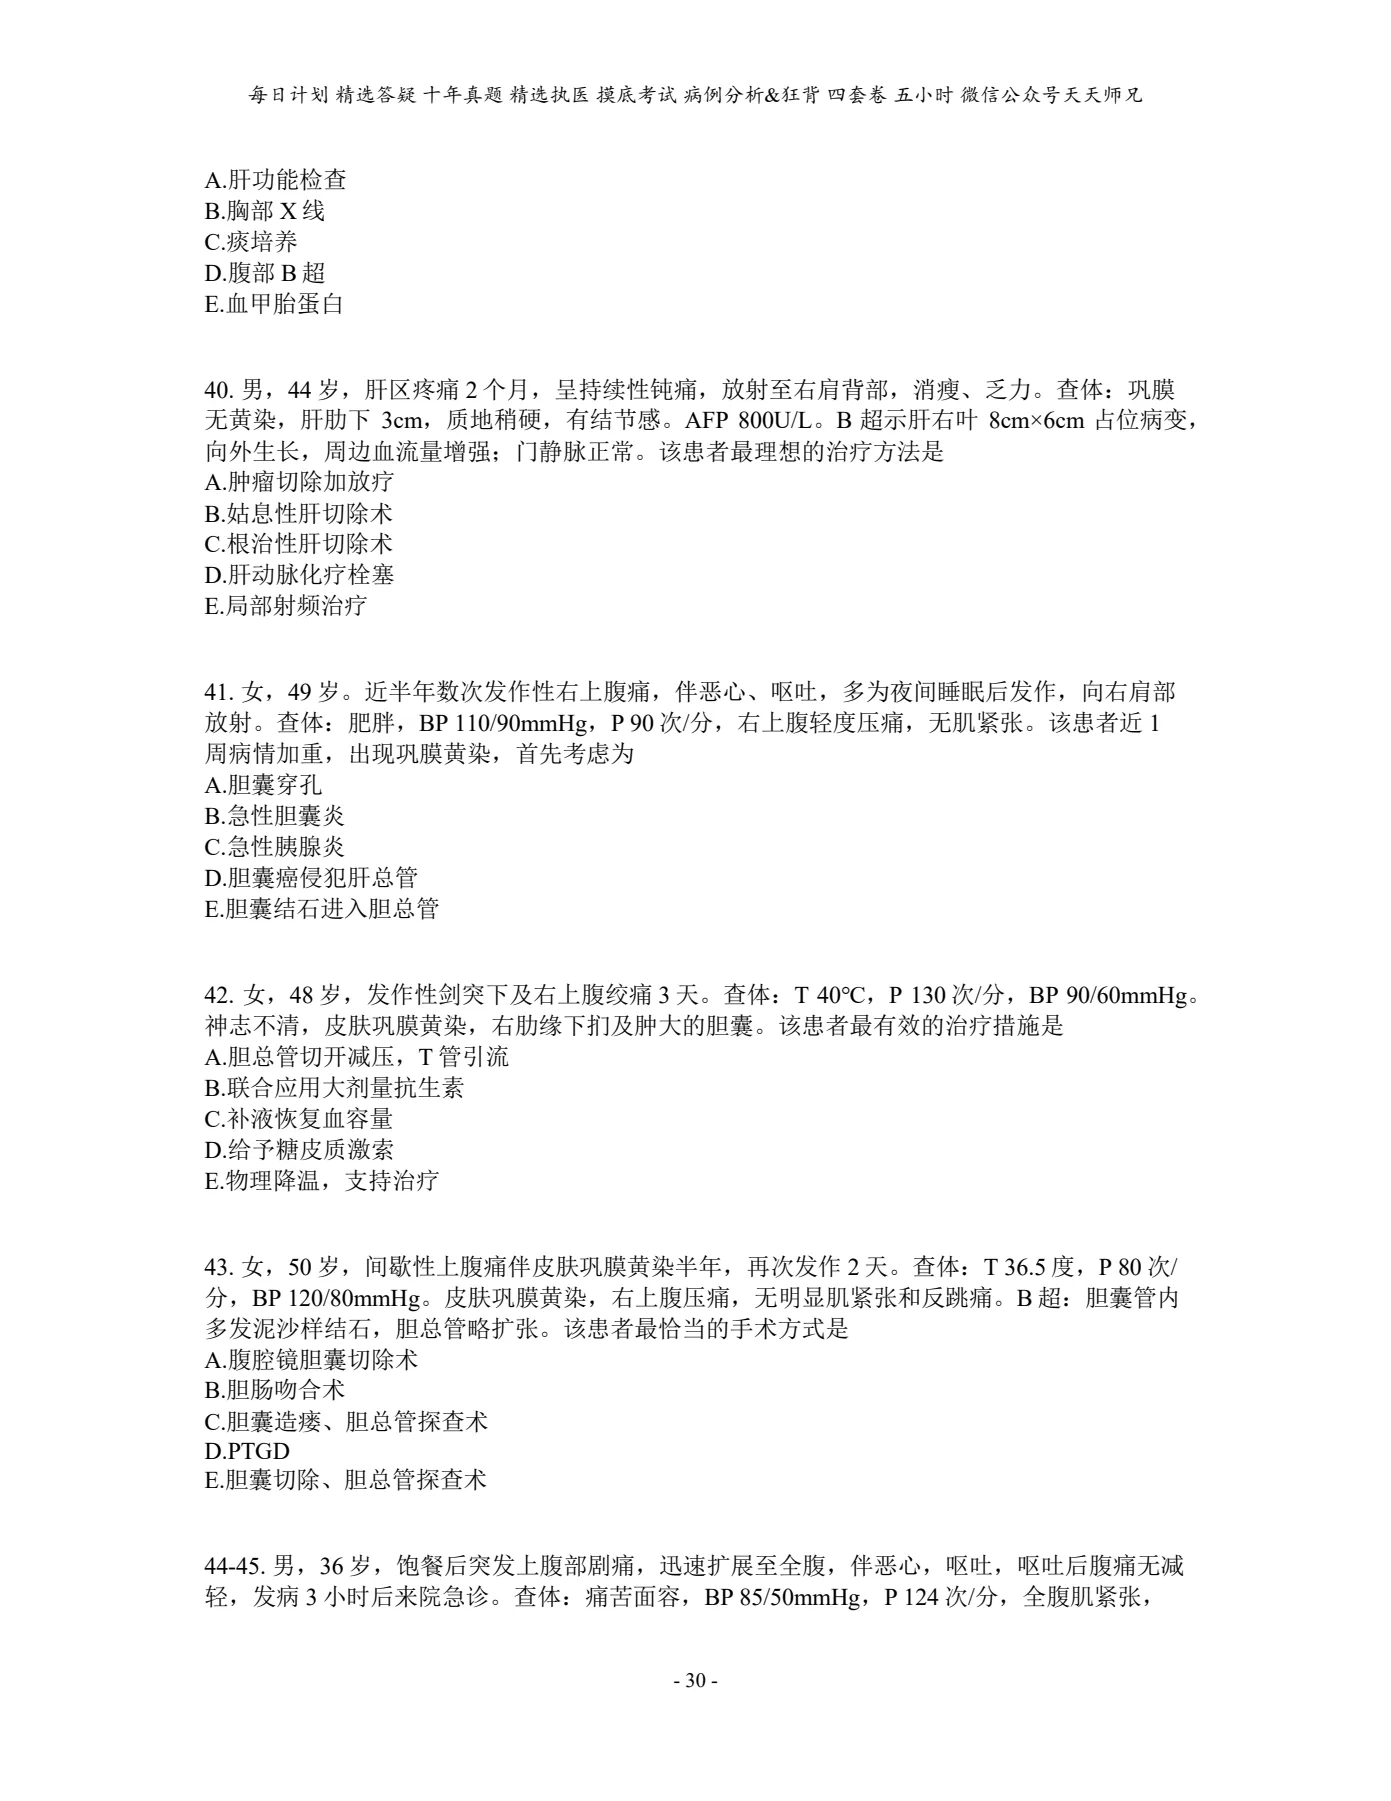 每日计划 精选答疑 十年真题 精选执医 摸底考试 病例分析&狂背 四套卷 五小时 微信公众号天天师兄
A.肝功能检查
B.胸部 X 线
C.痰培养
D.腹部 B 超
E.血甲胎蛋白
40. 男，44 岁，肝区疼痛 2 个月，呈持续性钝痛，放射至右肩背部，消瘦、乏力。查体：巩膜
无黄染，肝肋下 3cm，质地稍硬，有结节感。AFP 800U/L。B 超示肝右叶 8cm×6cm 占位病变，
向外生长，周边血流量增强；门静脉正常。该患者最理想的治疗方法是
A.肿瘤切除加放疗
B.姑息性肝切除术
C.根治性肝切除术
D.肝动脉化疗栓塞
E.局部射频治疗
41. 女，49 岁。近半年数次发作性右上腹痛，伴恶心、呕吐，多为夜间睡眠后发作，向右肩部
放射。查体：肥胖，BP 110/90mmHg，P 90 次/分，右上腹轻度压痛，无肌紧张。该患者近 1
周病情加重，出现巩膜黄染，首先考虑为
A.胆囊穿孔
B.急性胆囊炎
C.急性胰腺炎
D.胆囊癌侵犯肝总管
E.胆囊结石进入胆总管
42. 女，48 岁，发作性剑突下及右上腹绞痛 3 天。查体：T 40℃，P 130 次/分，BP 90/60mmHg。
神志不清，皮肤巩膜黄染，右肋缘下扪及肿大的胆囊。该患者最有效的治疗措施是
A.胆总管切开减压，T 管引流
B.联合应用大剂量抗生素
C.补液恢复血容量
D.给予糖皮质激索
E.物理降温，支持治疗
43. 女，50 岁，间歇性上腹痛伴皮肤巩膜黄染半年，再次发作 2 天。查体：T 36.5 度，P 80 次/
分，BP 120/80mmHg。皮肤巩膜黄染，右上腹压痛，无明显肌紧张和反跳痛。B 超：胆囊管内
多发泥沙样结石，胆总管略扩张。该患者最恰当的手术方式是
A.腹腔镜胆囊切除术
B.胆肠吻合术
C.胆囊造瘘、胆总管探查术
D.PTGD
E.胆囊切除、胆总管探查术
44-45. 男，36 岁，饱餐后突发上腹部剧痛，迅速扩展至全腹，伴恶心，呕吐，呕吐后腹痛无减
轻，发病 3 小时后来院急诊。查体：痛苦面容，BP 85/50mmHg，P 124 次/分，全腹肌紧张，
- 30 -